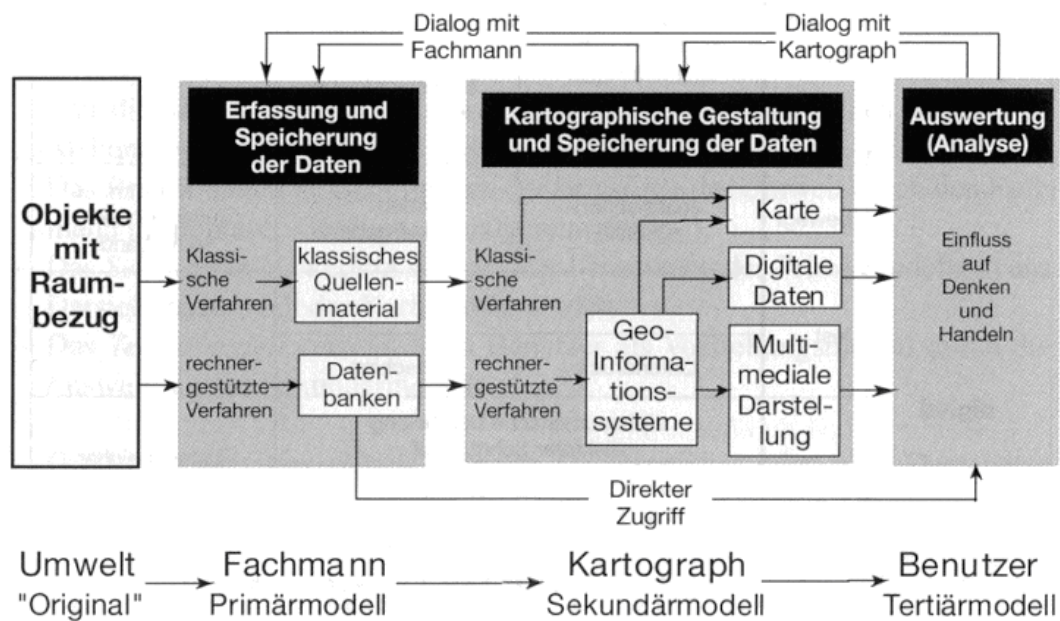 Dialog mit
Fachmann
Dialog mit
Kartograph
Objekte
mit
Raum-
bezug
Erfassung und
Speicherung
der Daten
Klassi-
sche
Verfahren
klassisches
Quellen-
material
rechner-
gestützte
Verfahren
Daten-
banken
Kartographische Gestaltung
und Speicherung der Daten
Klassi-
sche
Verfahren
rechner-
gestützte
Verfahren
Geo-
Informa-
tions-
systeme
Karte
Digitale
Daten
Multi-
mediale
Darstel-
lung
Auswertung
(Analyse)
Einfluss
auf
Denken
und
Handeln
Direkter
Zugriff
Umwelt
"Original"
Fachmann
Primärmodell
Kartograph
Sekundärmodell
Benutzer
Tertiärmodell